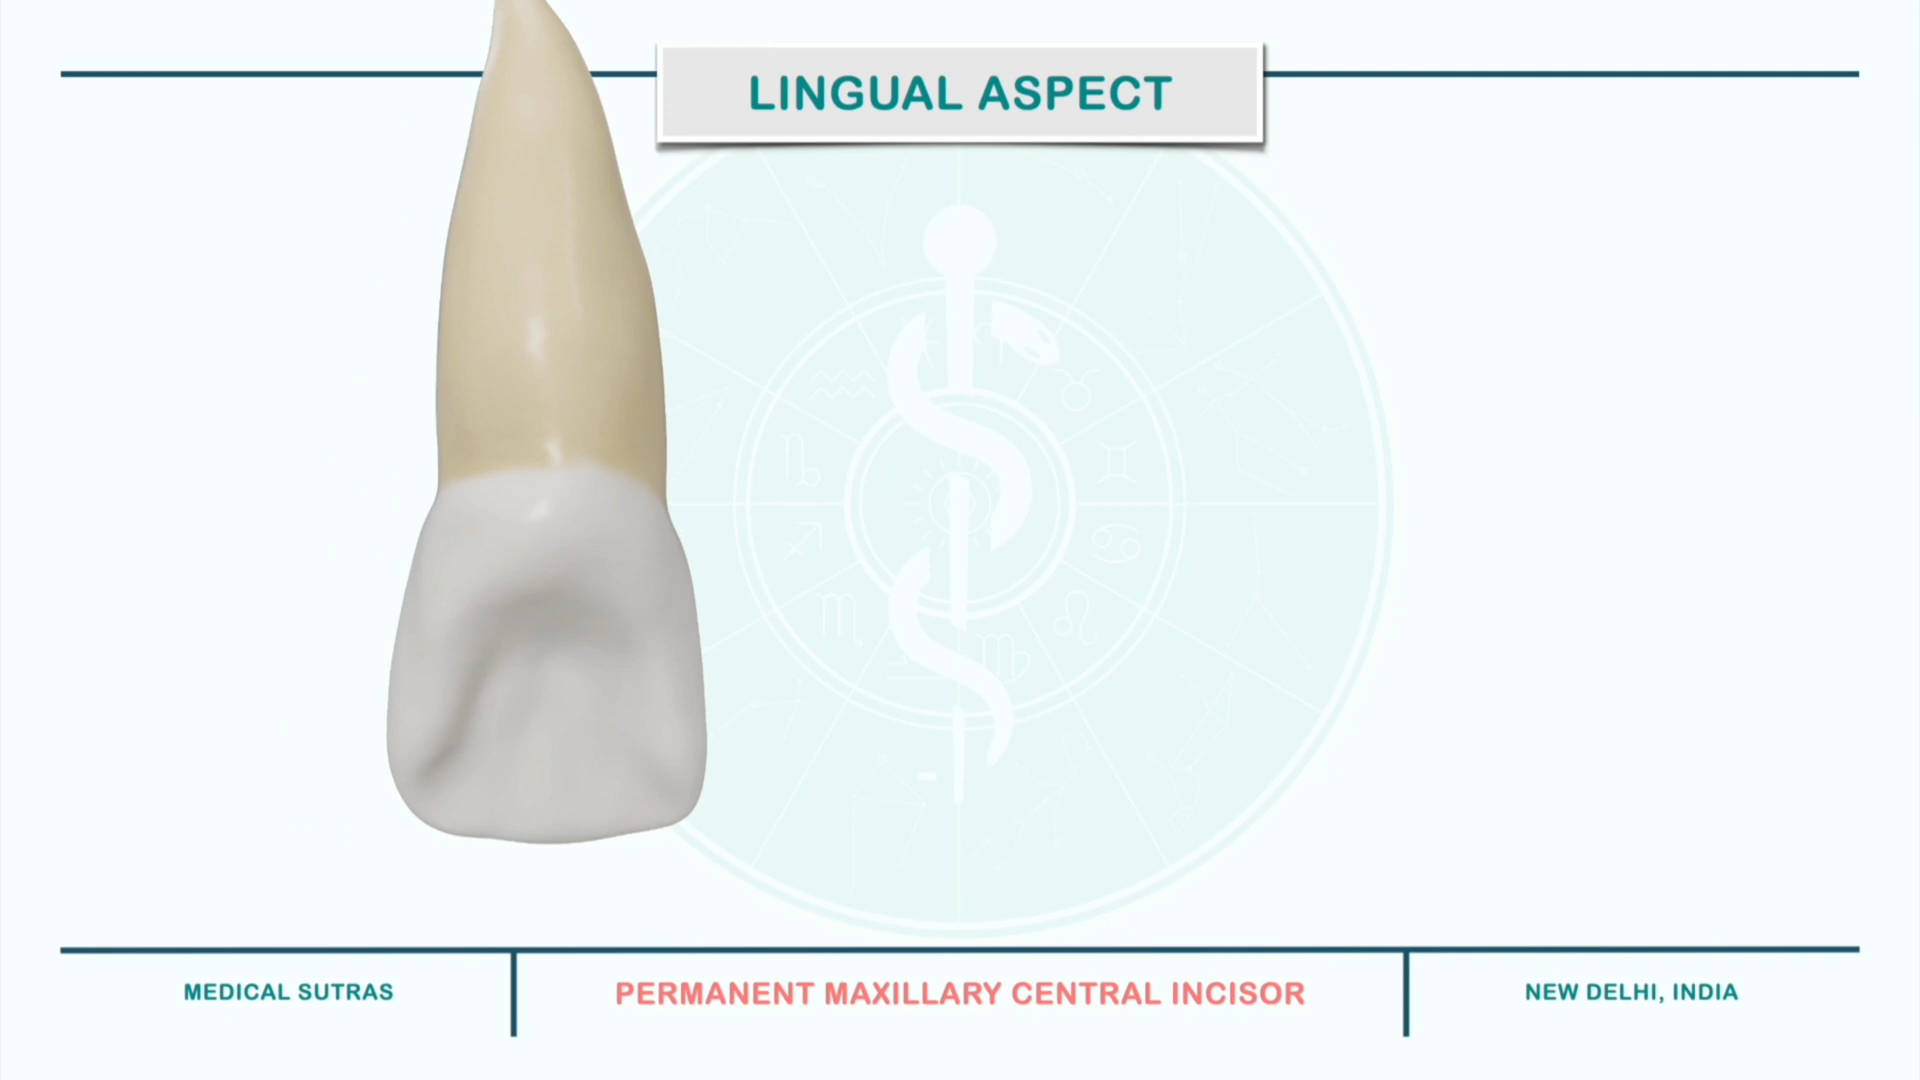 LINGUAL ASPECT
MEDICAL SUTRAS
PERMANENT MAXILLARY CENTRAL INCISOR
NEW DELHI, INDIA